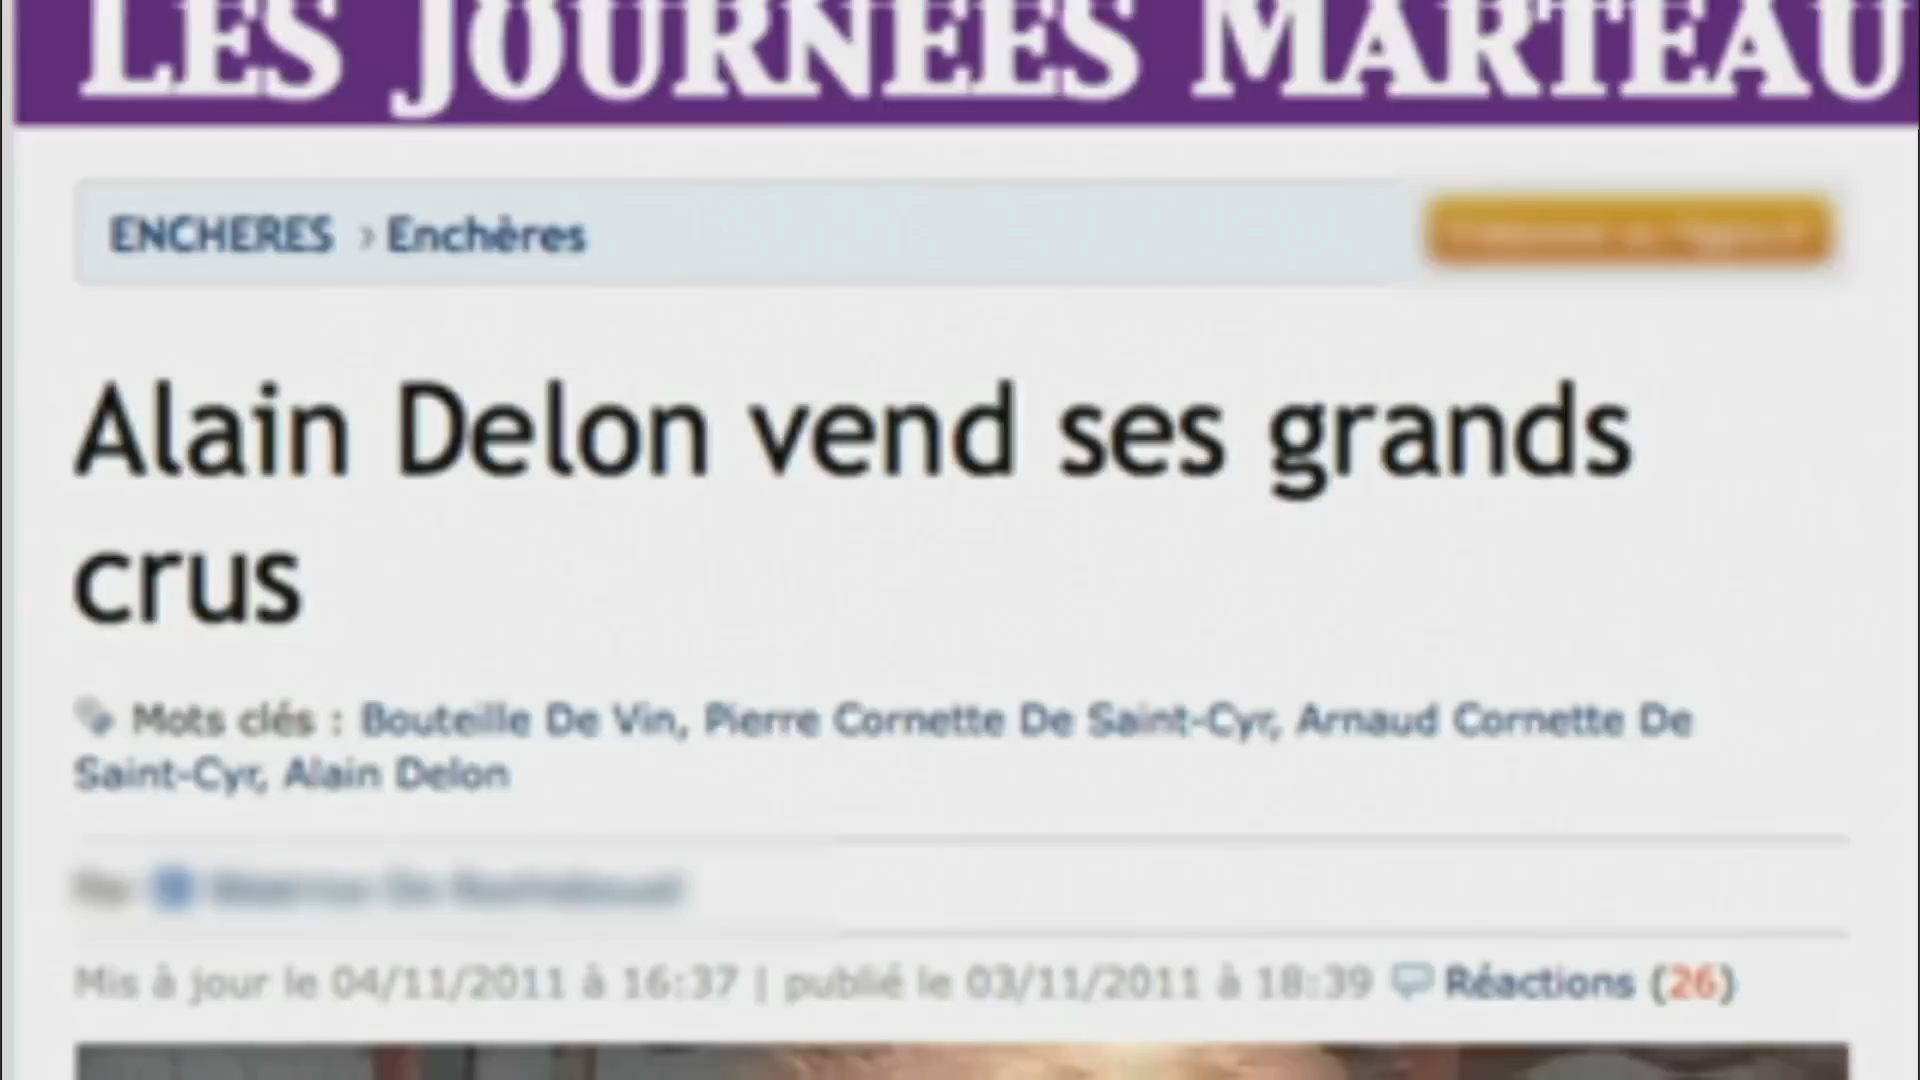 LES JOURNÉES MARTEAU
ENCHERES › Enchères
Alain Delon vend ses grands
crus
Mots clés : Bouteille De Vin, Pierre Cornette De Saint-Cyr, Arnaud Cornette De
Saint-Cyr, Alain Delon
Mis à jour le 04/11/2011 à 16:37 | publié le 03/11/2011 à 18:39 Réactions (26)